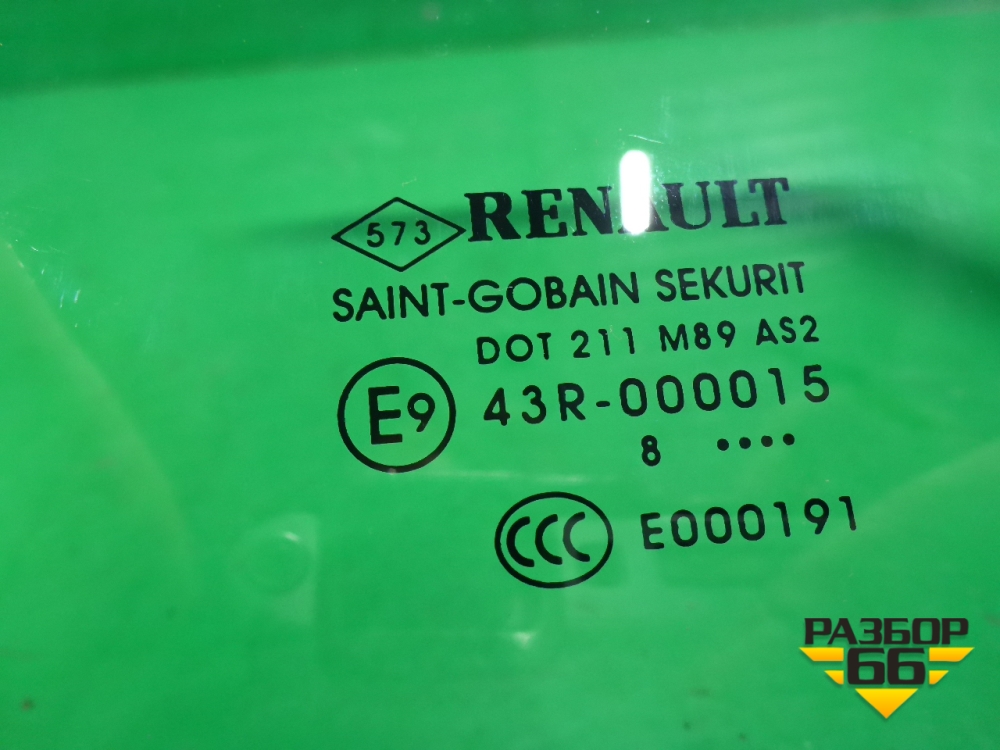 573 RENAULT
SAINT-GOBAIN SEKURIT
DOT 211 M89 AS2
E9 43R-000015
8 ....
CCC E000191
РАЗБОР
66